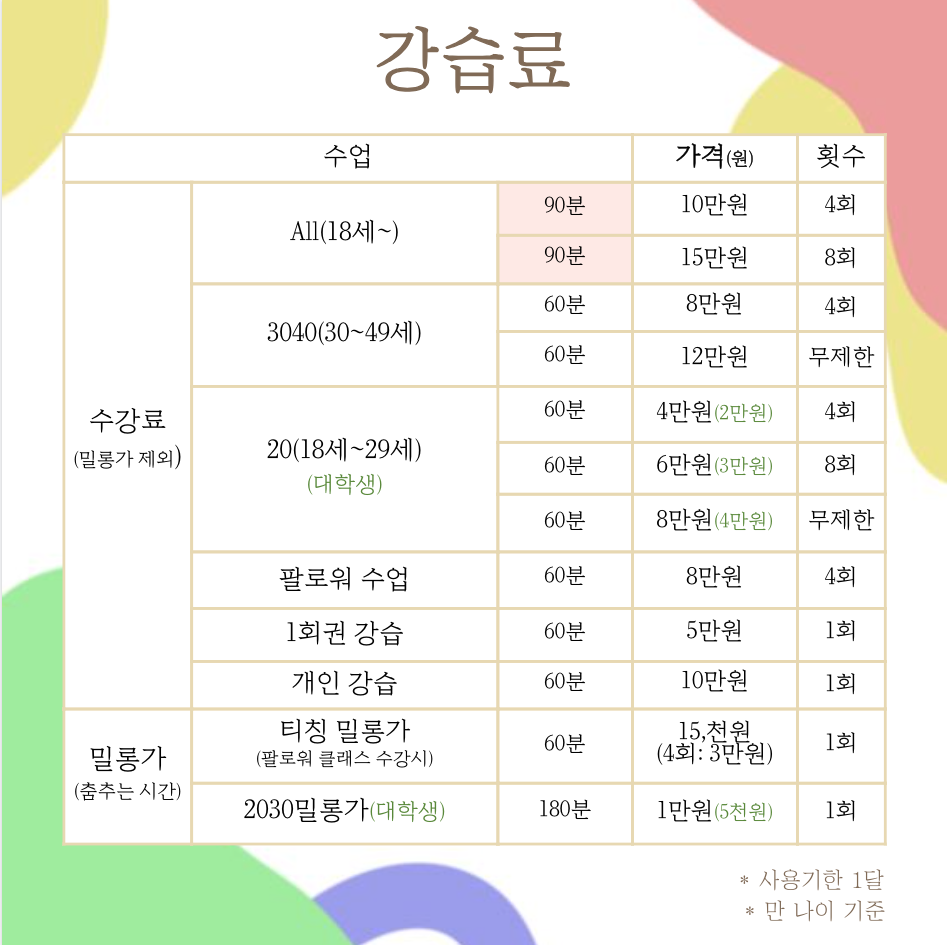 강습료
수업 가격(원) 횟수
수강료
(밀롱가 제외)
All(18세~) 90분 10만원 4회
90분 15만원 8회
3040(30~49세) 60분 8만원 4회
60분 12만원 무제한
20(18세~29세)
(대학생)
60분 4만원(2만원) 4회
60분 6만원(3만원) 8회
60분 8만원(4만원) 무제한
팔로워 수업 60분 8만원 4회
1회권 강습 60분 5만원 1회
개인 강습 60분 10만원 1회
밀롱가
(춤추는 시간)
티칭 밀롱가
(팔로워 클래스 수강시)
60분
15,천원
(4회: 3만원)
1회
2030밀롱가(대학생) 180분 1만원(5천원) 1회
* 사용기한 1달
* 만 나이 기준